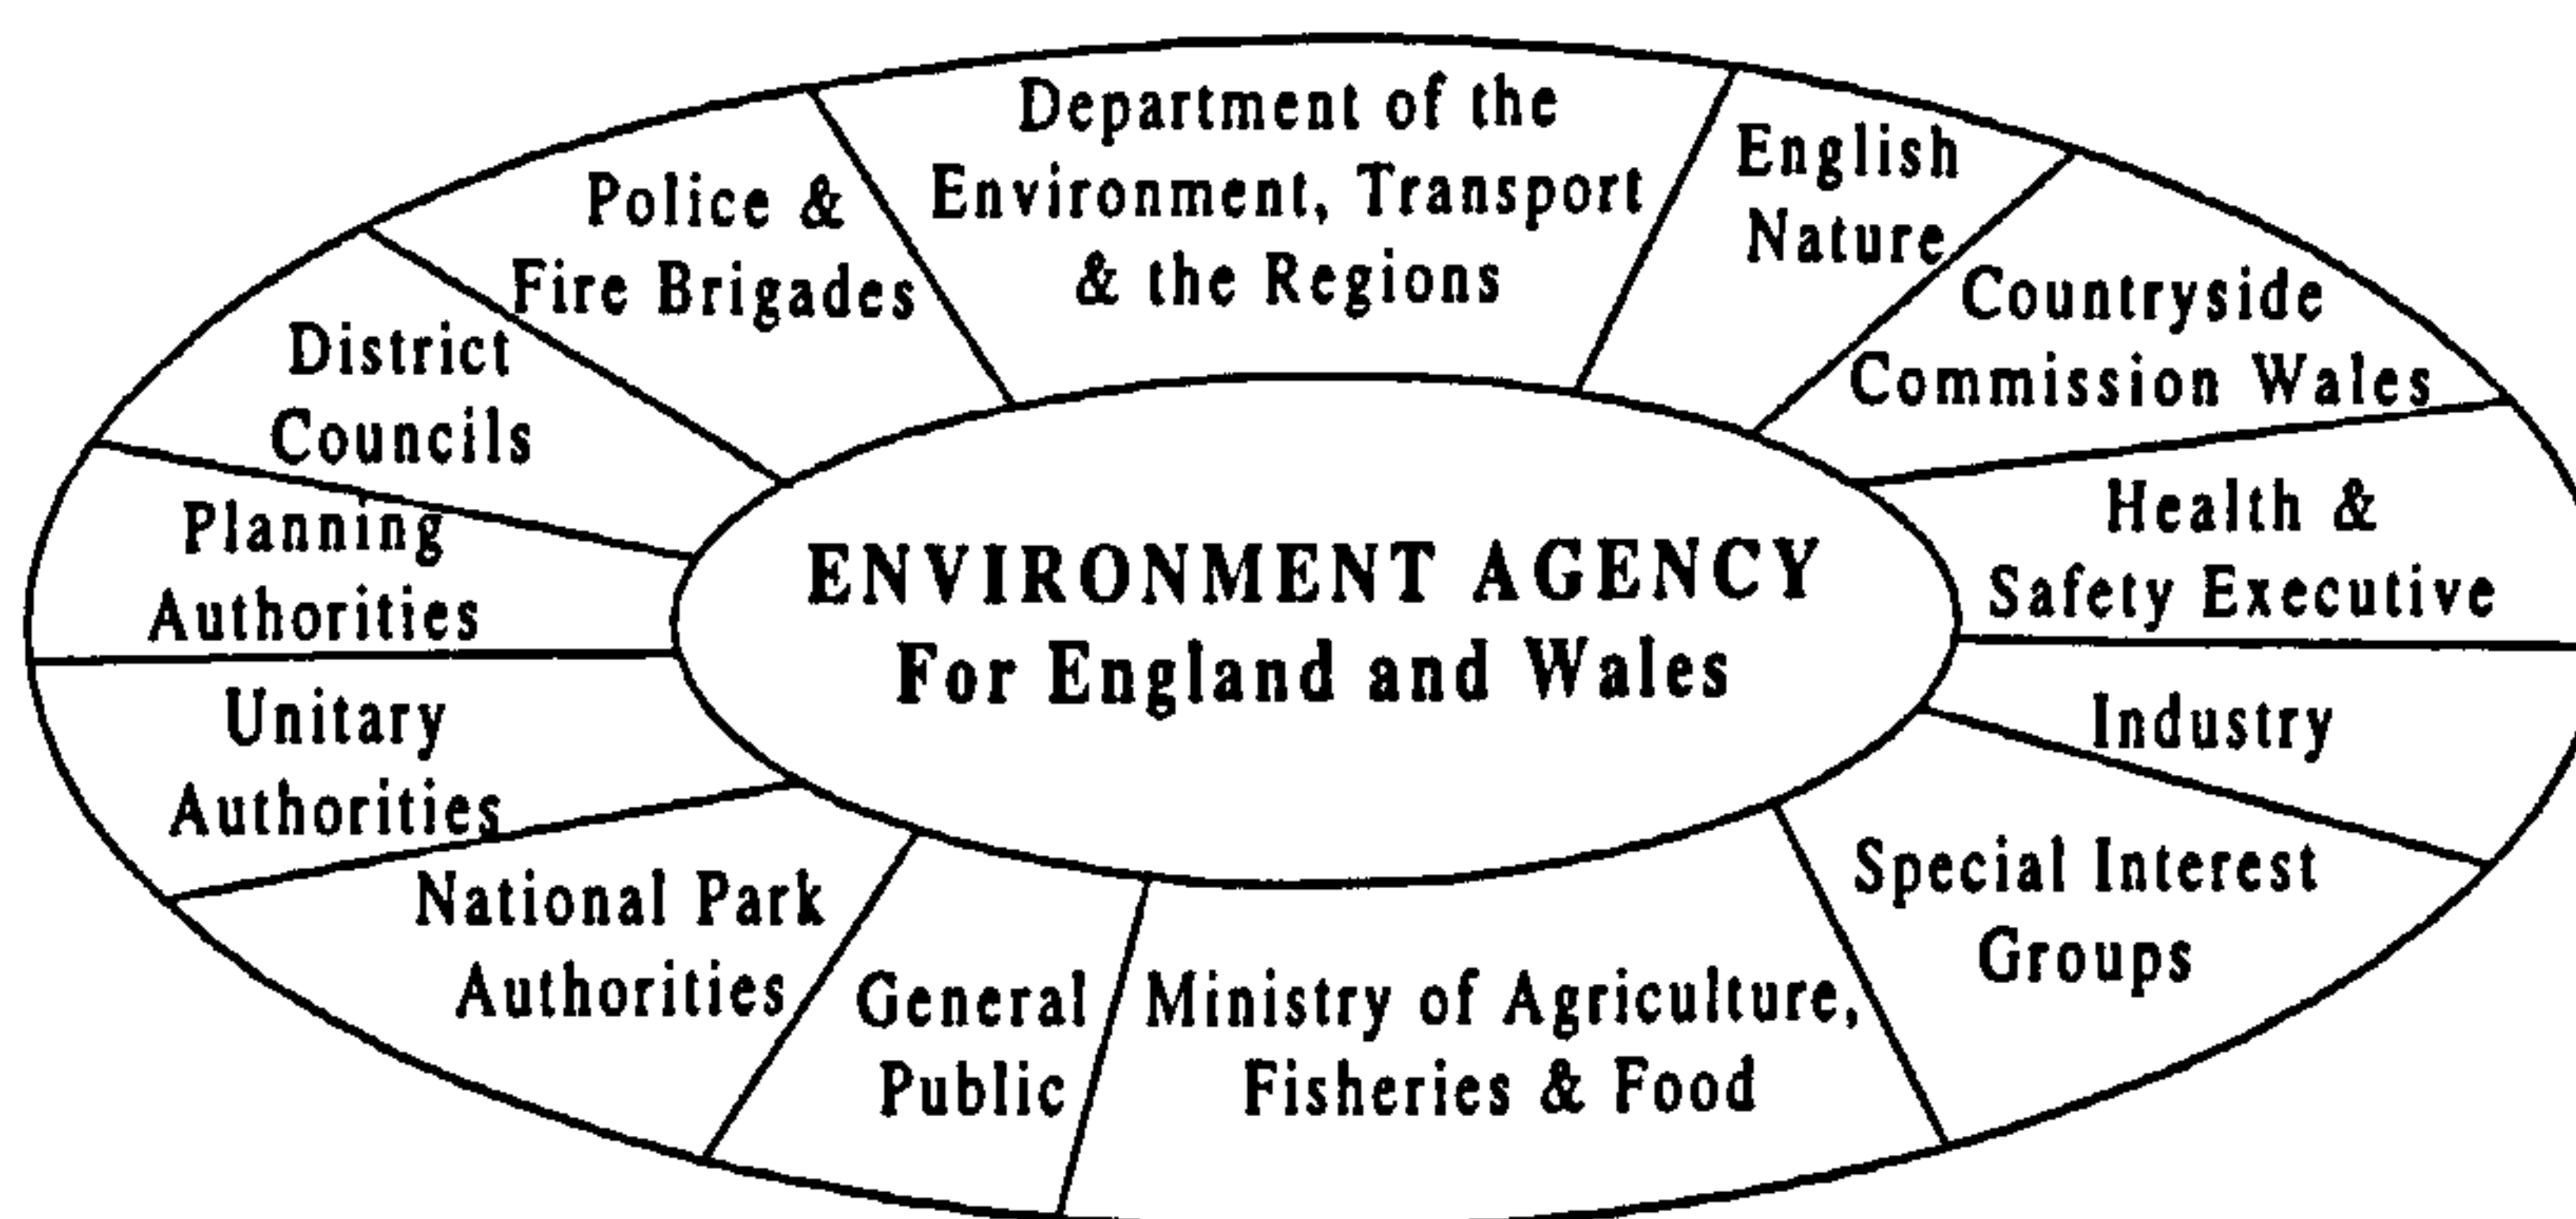 Department of the
Environment, Transport
& the Regions
English
Nature
Countryside
Commission Wales
Health &
Safety Executive
Industry
Special Interest
Groups
Ministry of Agriculture,
Fisheries & Food
General
Public
National Park
Authorities
Unitary
Authorities
Planning
Authorities
District
Councils
Police &
Fire Brigades
ENVIRONMENT AGENCY
For England and Wales